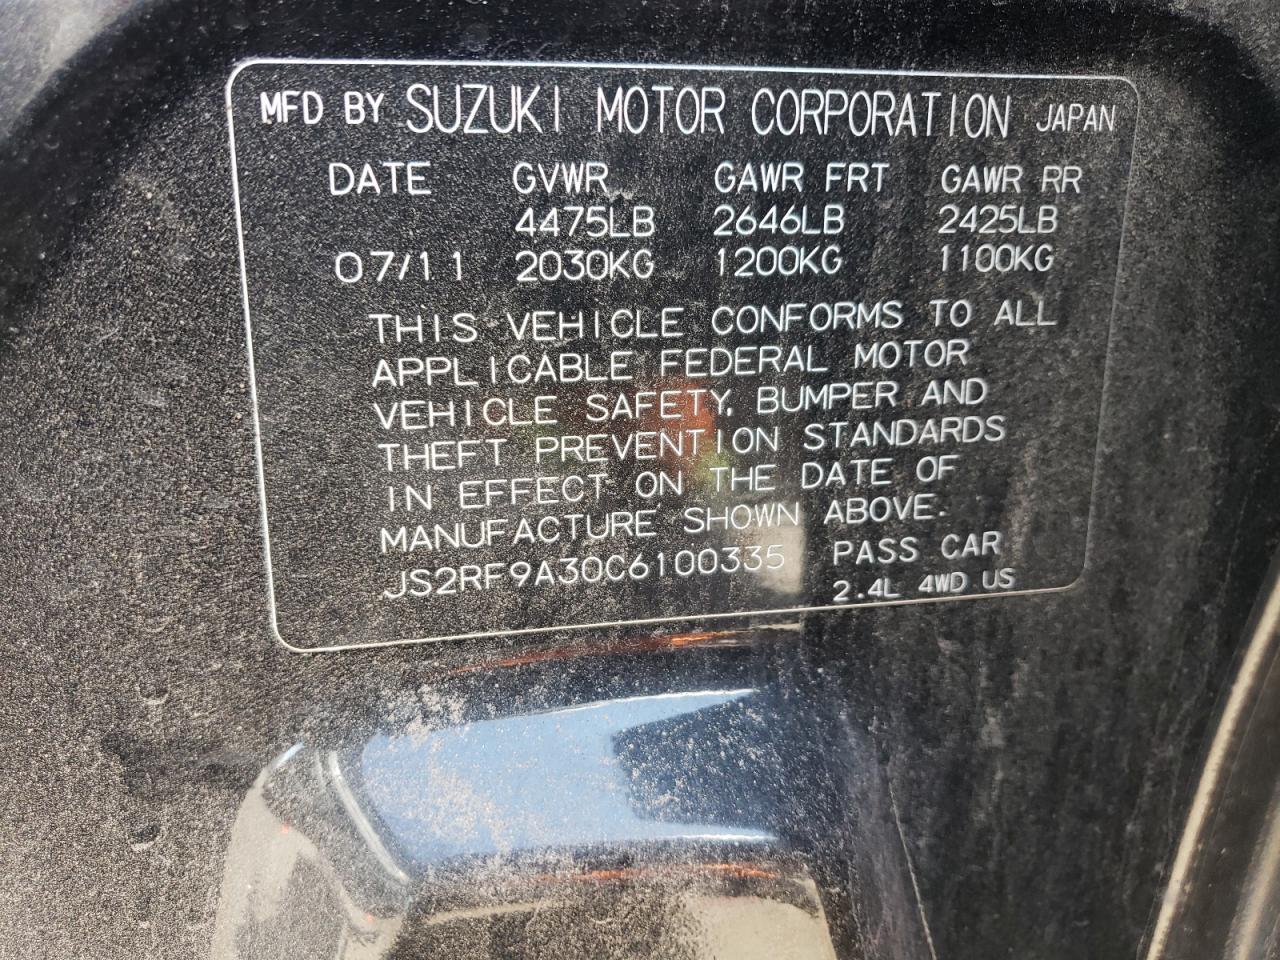 MFD BY SUZUKI MOTOR CORPORATION JAPAN
DATE GVWR GAWR FRT GAWR RR
4475LB 2646LB 2425LB
07/11 2030KG 1200KG 1100KG
THIS VEHICLE CONFORMS TO ALL
APPLICABLE FEDERAL MOTOR
VEHICLE SAFETY, BUMPER AND
THEFT PREVENTION STANDARDS
IN EFFECT ON THE DATE OF
MANUFACTURE SHOWN ABOVE.
JS2RF9A30C6100335 PASS CAR
2.4L 4WD US